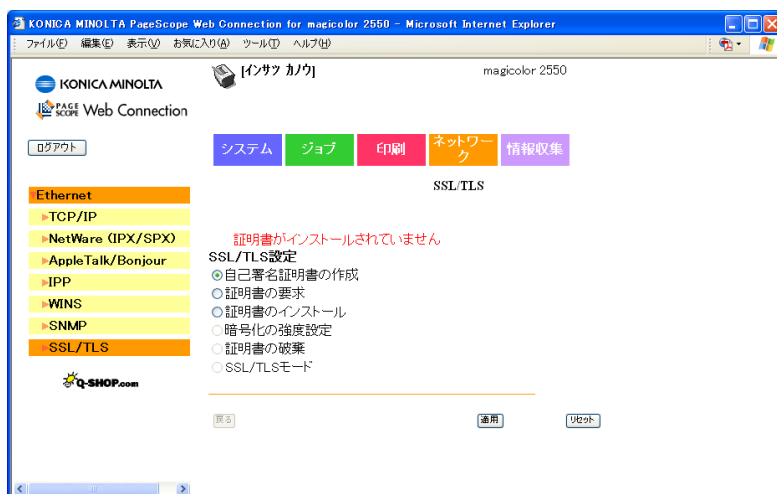 KONICA MINOLTA PageScope Web Connection for magicolor 2550 - Microsoft Internet Explorer
ファイル(F) 編集(E) 表示(V) お気に入り(A) ツール(T) ヘルプ(H)
KONICA MINOLTA
PAGE SCOPE Web Connection
[インサツ カノウ]
magicolor 2550
ログアウト
システム
ジョブ
印刷
ネットワー
ク
情報収集
Ethernet
TCP/IP
NetWare (IPX/SPX)
AppleTalk/Bonjour
IPP
WINS
SNMP
SSL/TLS
Q-SHOP.com
SSL/TLS
証明書がインストールされていません
SSL/TLS設定
自己署名証明書の作成
証明書の要求
証明書のインストール
暗号化の強度設定
証明書の破棄
SSL/TLSモード
戻る
適用
リセット